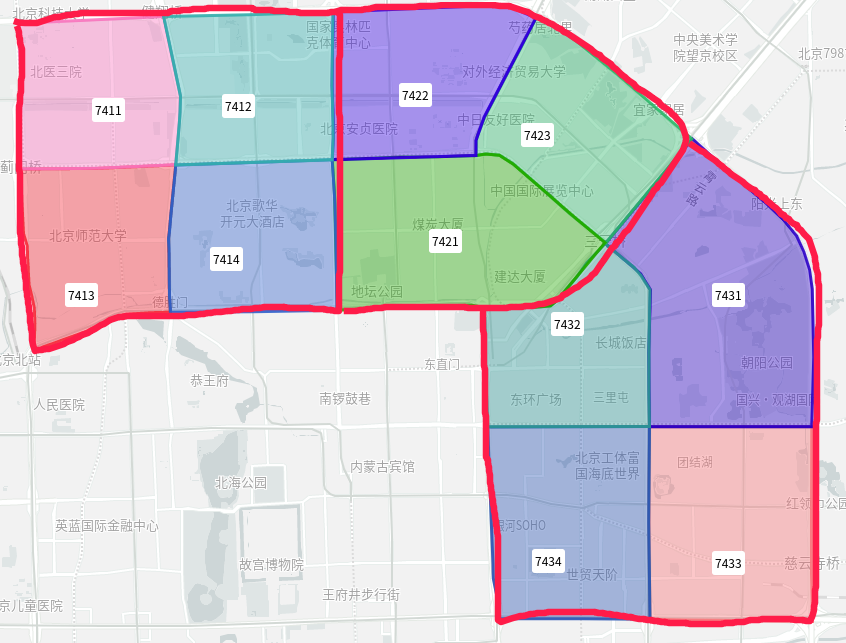 北京科技大学
国家奥林匹
克体育中心
芍药居北里
中央美术学
院望京校区
北京798
北医三院
对外经济贸易大学
7411
7412
7422
宜家家居
北京安贞医院
中日友好医院
7423
蓟门桥
中国国际展览中心
霄云路
阳光上东
北京歌华
开元大酒店
煤炭大厦
北京师范大学
7421
三元桥
7414
建达大厦
7413
地坛公园
德胜门
7431
7432
长城饭店
北京北站
东直门
朝阳公园
恭王府
人民医院
南锣鼓巷
东环广场
三里屯
国兴·观湖国际
内蒙古宾馆
北京工体富
国海底世界
团结湖
北海公园
红领巾公园
英蓝国际金融中心
银河SOHO
故宫博物院
7434
世贸天阶
7433
慈云寺桥
王府井步行街
京儿童医院